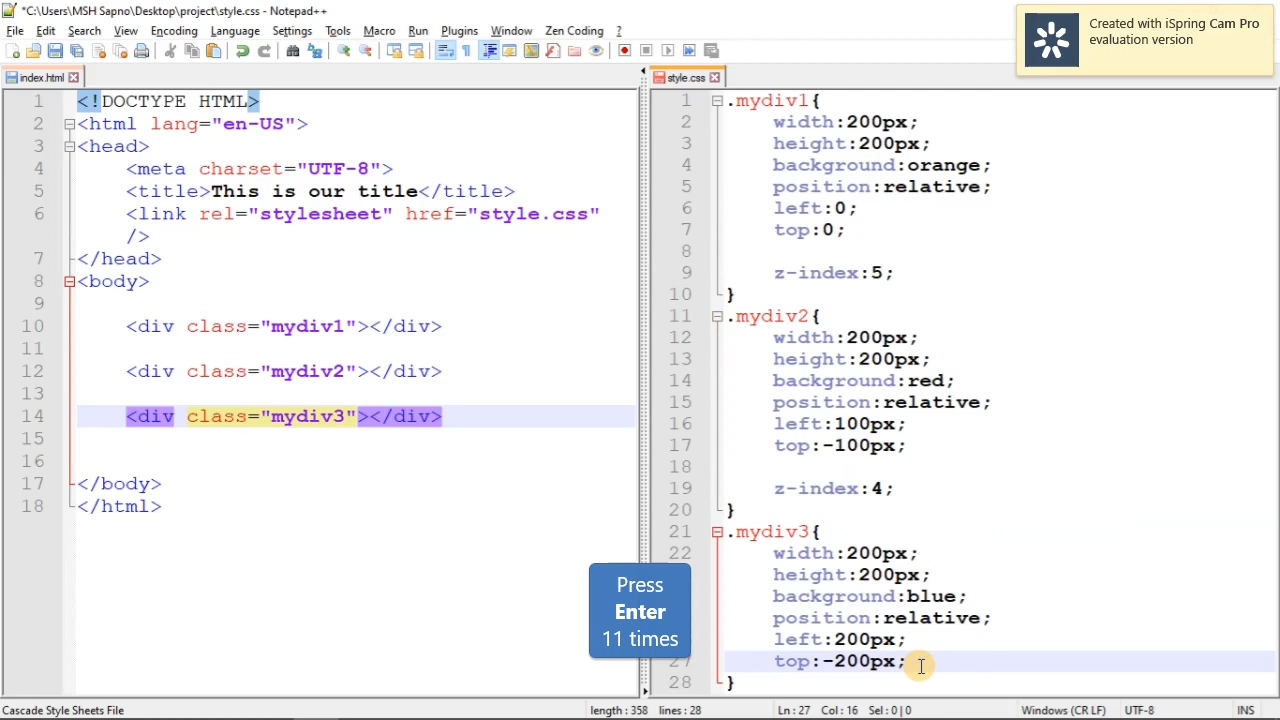 *C:\Users\MSH Sapno\Desktop\project\style.css - Notepad++
File Edit Search View Encoding Language Settings Tools Macro Run Plugins Window Zen Coding ?
Created with iSpring Cam Pro
evaluation version
index.html
1 <!DOCTYPE HTML>
2 <html lang="en-US">
3 <head>
4 <meta charset="UTF-8">
5 <title>This is our title</title>
6 <link rel="stylesheet" href="style.css"
/>
7 </head>
8 <body>
9
10 <div class="mydiv1"></div>
11
12 <div class="mydiv2"></div>
13
14 <div class="mydiv3"></div>
15
16
17 </body>
18 </html>
style.css
1 .mydiv1{
2 width:200px;
3 height:200px;
4 background:orange;
5 position:relative;
6 left:0;
7 top:0;
8
9 z-index:5;
10 }
11 .mydiv2{
12 width:200px;
13 height:200px;
14 background:red;
15 position:relative;
16 left:100px;
17 top:-100px;
18
19 z-index:4;
20 }
21 .mydiv3{
22 width:200px;
height:200px;
background:blue;
position:relative;
left:200px;
27 top:-200px;
28 }
Press
Enter
11 times
Cascade Style Sheets File length : 358 lines : 28 Ln : 27 Col : 16 Sel : 0 | 0 Windows (CR LF) UTF-8 INS